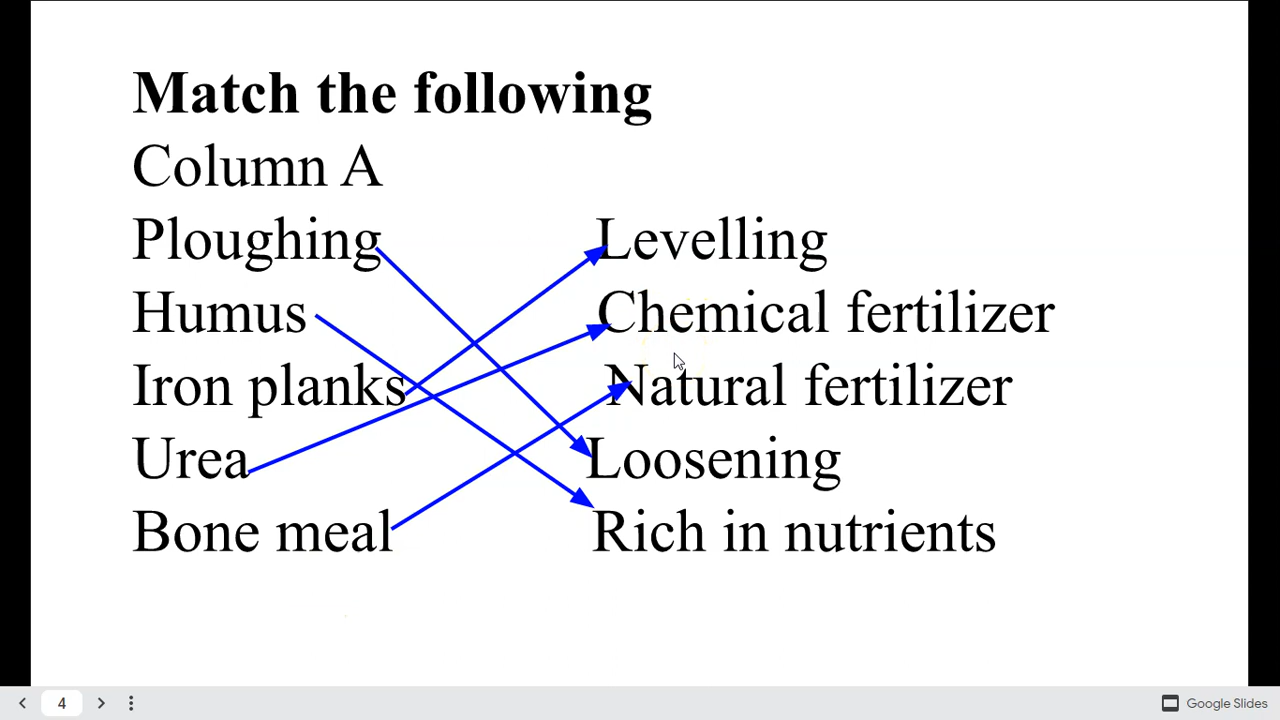 Match the following
Column A
Ploughing Levelling
Humus Chemical fertilizer
Iron planks Natural fertilizer
Urea Loosening
Bone meal Rich in nutrients
4 Google Slides